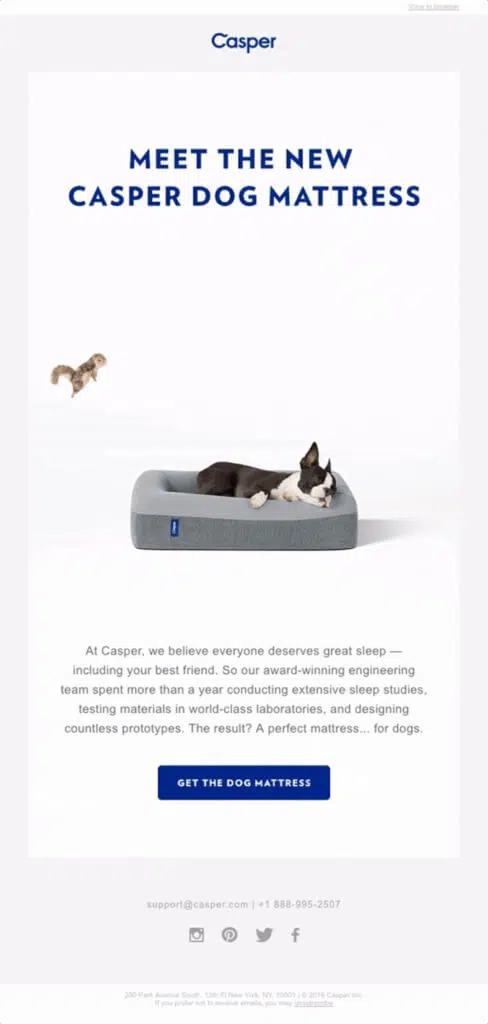 View in browser
Casper
MEET THE NEW
CASPER DOG MATTRESS
Casper
At Casper, we believe everyone deserves great sleep —
including your best friend. So our award-winning engineering
team spent more than a year conducting extensive sleep studies,
testing materials in world-class laboratories, and designing
countless prototypes. The result? A perfect mattress... for dogs.
GET THE DOG MATTRESS
support@casper.com | +1 888-995-2507
230 Park Avenue South, 13th Fl New York, NY, 10003 | © 2016 Casper Inc.
If you prefer not to receive emails, you may unsubscribe